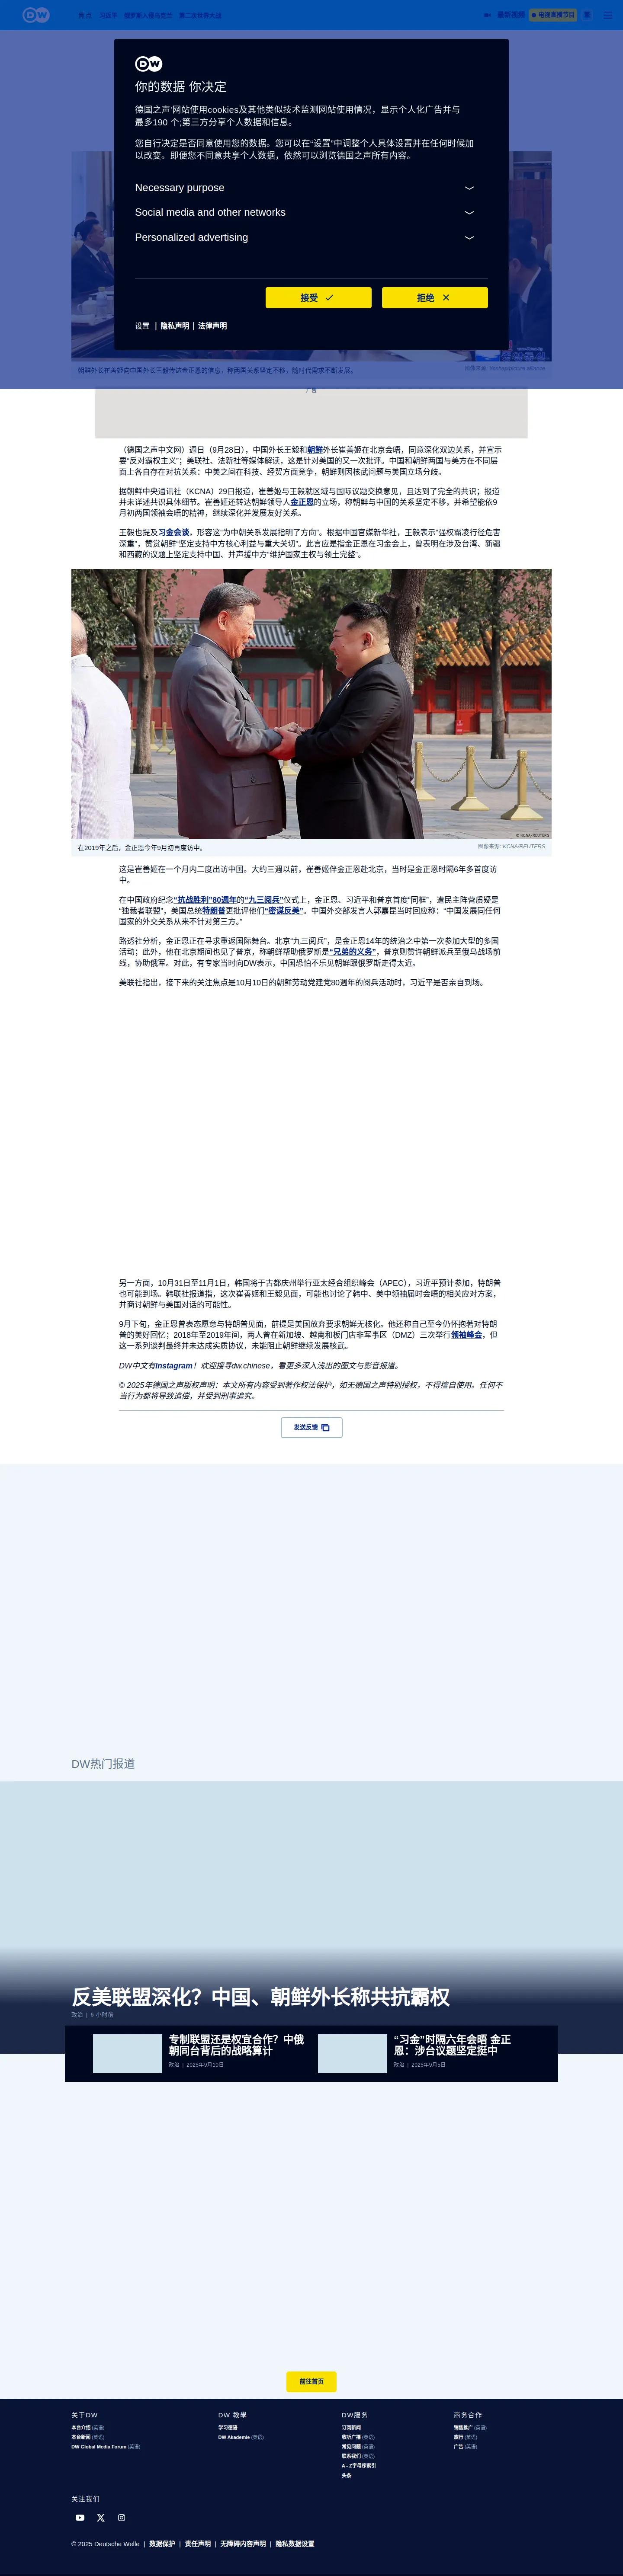 DW
热点
习近平
俄罗斯入侵乌克兰
第二次世界大战
最新视频
电视直播节目
DW
你的数据 你决定
德国之声'网站使用cookies及其他类似技术监测网站使用情况，显示个人化广告并与
最多190 个;第三方分享个人数据和信息。
您自行决定是否同意使用您的数据。您可以在“设置”中调整个人具体设置并在任何时候加
以改变。即便您不同意共享个人数据，依然可以浏览德国之声所有内容。
Necessary purpose
Social media and other networks
Personalized advertising
接受
拒绝
设置 | 隐私声明 | 法律声明
朝鲜外长崔善姬向中国外长王毅传达金正恩的信息，称两国关系坚定不移，随时代需求不断发展。
广告
（德国之声中文网）週日（9月28日），中国外长王毅和朝鲜外长崔善姬在北京会晤，同意深化双边关系，并宣示
要“反对霸权主义”；美联社、法新社等媒体解读，这是针对美国的又一次批评。中国和朝鲜两国与美方在不同层
面上各自存在对抗关系：中美之间在科技、经贸方面竞争，朝鲜则因核武问题与美国立场分歧。
据朝鲜中央通讯社（KCNA）29日报道，崔善姬与王毅就区域与国际议题交换意见，且达到了完全的共识；报道
并未详述共识具体细节。崔善姬还转达朝鲜领导人金正恩的立场，称朝鲜与中国的关系坚定不移，并希望能依9
月初两国领袖会晤的精神，继续深化并发展友好关系。
王毅也提及习金会谈，形容这“为中朝关系发展指明了方向”。根据中国官媒新华社，王毅表示“强权霸凌行径危害
深重”，赞赏朝鲜“坚定支持中方核心利益与重大关切”。此言应是指金正恩在习金会上，曾表明在涉及台湾、新疆
和西藏的议题上坚定支持中国、并声援中方“维护国家主权与领土完整”。
© KCNA/REUTERS
在2019年之后，金正恩今年9月初再度访中。
图像来源: KCNA/REUTERS
这是崔善姬在一个月内二度出访中国。大约三週以前，崔善姬伴金正恩赴北京，当时是金正恩时隔6年多首度访
中。
在中国政府纪念“抗战胜利”80週年的“九三阅兵”仪式上，金正恩、习近平和普京首度“同框”，遭民主阵营质疑是
“独裁者联盟”，美国总统特朗普更批评他们“密谋反美”。中国外交部发言人郭嘉昆当时回应称：“中国发展同任何
国家的外交关系从来不针对第三方。”
路透社分析，金正恩正在寻求重返国际舞台。北京“九三阅兵”，是金正恩14年的统治之中第一次参加大型的多国
活动；此外，他在北京期间也见了普京，称朝鲜帮助俄罗斯是“兄弟的义务”，普京则赞许朝鲜派兵至俄乌战场前
线，协助俄军。对此，有专家当时向DW表示，中国恐怕不乐见朝鲜跟俄罗斯走得太近。
美联社指出，接下来的关注焦点是10月10日的朝鲜劳动党建党80週年的阅兵活动时，习近平是否亲自到场。
另一方面，10月31日至11月1日，韩国将于古都庆州举行亚太经合组织峰会（APEC），习近平预计参加，特朗普
也可能到场。韩联社报道指，这次崔善姬和王毅见面，可能也讨论了韩中、美中领袖届时会晤的相关应对方案，
并商讨朝鲜与美国对话的可能性。
9月下旬，金正恩曾表态愿意与特朗普见面，前提是美国放弃要求朝鲜无核化。他还称自己至今仍怀抱著对特朗
普的美好回忆；2018年至2019年间，两人曾在新加坡、越南和板门店非军事区（DMZ）三次举行领袖峰会，但
这一系列谈判最终并未达成实质协议，未能阻止朝鲜继续发展核武。
DW中文有Instagram！欢迎搜寻dw.chinese，看更多深入浅出的图文与影音报道。
© 2025年德国之声版权声明：本文所有内容受到著作权法保护，如无德国之声特别授权，不得擅自使用。任何不
当行为都将导致追偿，并受到刑事追究。
发送反馈
DW热门报道
反美联盟深化？中国、朝鲜外长称共抗霸权
政治 | 6 小时前
专制联盟还是权宜合作？中俄
朝同台背后的战略算计
政治 | 2025年9月10日
“习金”时隔六年会晤 金正
恩：涉台议题坚定挺中
政治 | 2025年9月5日
前往首页
关于DW
本台介绍 (英语)
本台新闻 (英语)
DW Global Media Forum (英语)
DW 教學
学习德语
DW Akademie (英语)
DW服务
订阅新闻
收听广播 (英语)
常见问题 (英语)
联系我们 (英语)
A - Z字母序索引
头条
商务合作
销售推广 (英语)
旅行 (英语)
广告 (英语)
关注我们
© 2025 Deutsche Welle | 数据保护 | 责任声明 | 无障碍内容声明 | 隐私数据设置